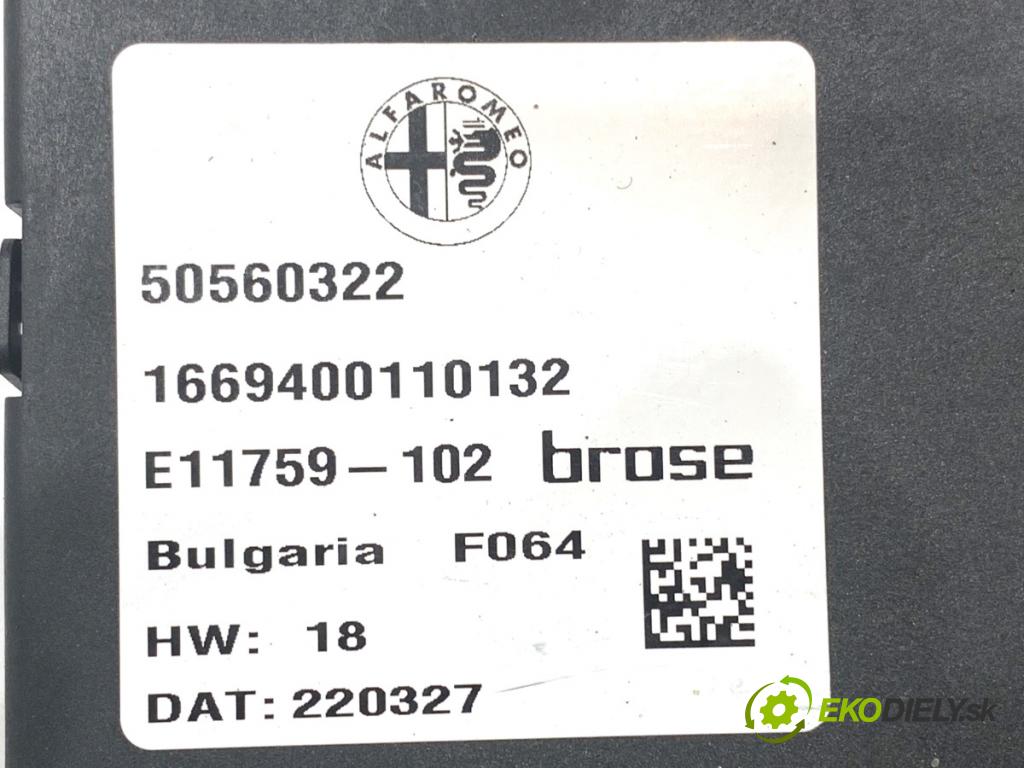 ALFA ROMEO
50560322
1669400110132
E11759-102 brose
Bulgaria F064
HW: 18
DAT: 220327
EKODIELY.sk